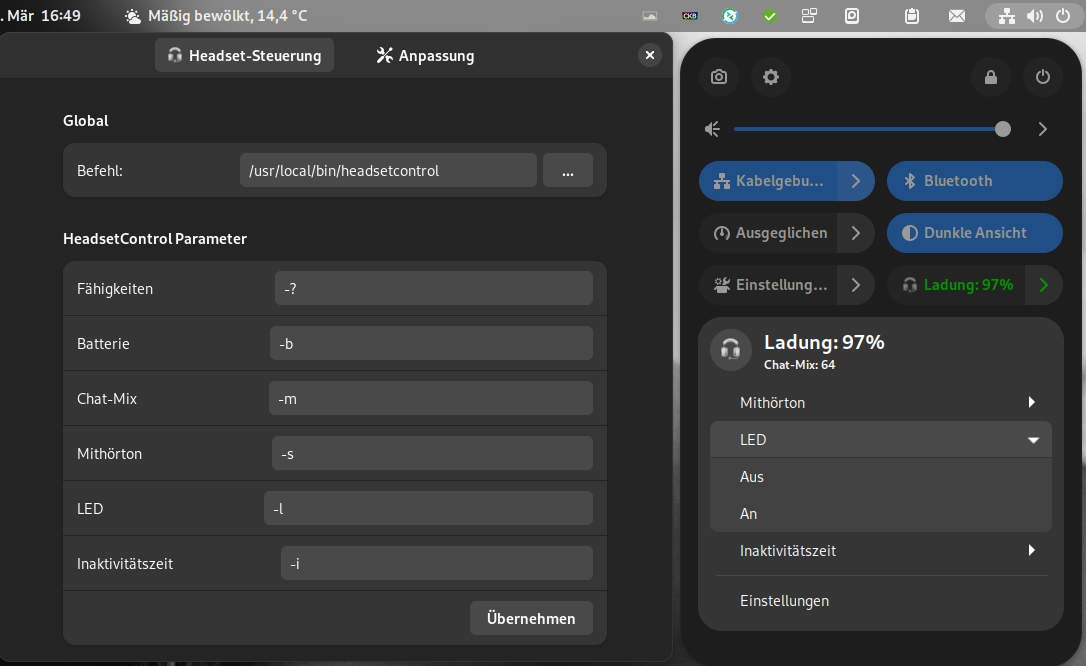 . Mär 16:49
Mäßig bewölkt, 14,4 °C
CKB
Headset-Steuerung
Anpassung
Global
Befehl:
/usr/local/bin/headsetcontrol
...
HeadsetControl Parameter
Fähigkeiten
-?
Batterie
-b
Chat-Mix
-m
Mithörton
-s
LED
-l
Inaktivitätszeit
-i
Übernehmen
Kabelgebu...
Bluetooth
Ausgeglichen
Dunkle Ansicht
Einstellung...
Ladung: 97%
Ladung: 97%
Chat-Mix: 64
Mithörton
LED
Aus
An
Inaktivitätszeit
Einstellungen